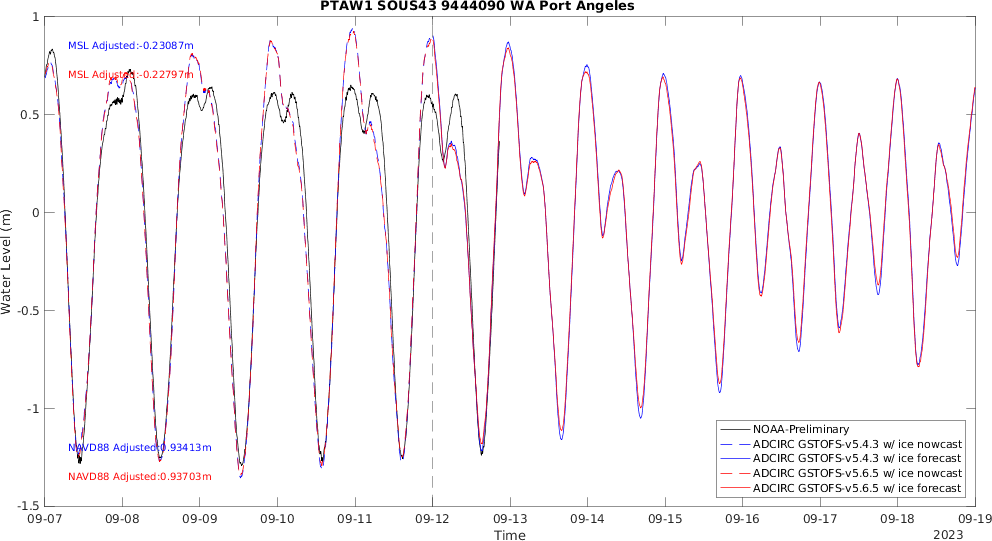 PTAW1 SOUS43 9444090 WA Port Angeles
MSL Adjusted:-0.23087m
MSL Adjusted:-0.22797m
NAVD88 Adjusted:0.93413m
NAVD88 Adjusted:0.93703m
Water Level (m)
1
0.5
0
-0.5
-1
-1.5
NOAA-Preliminary
ADCIRC GSTOFS-v5.4.3 w/ ice nowcast
ADCIRC GSTOFS-v5.4.3 w/ ice forecast
ADCIRC GSTOFS-v5.6.5 w/ ice nowcast
ADCIRC GSTOFS-v5.6.5 w/ ice forecast
09-07 09-08 09-09 09-10 09-11 09-12 09-13 09-14 09-15 09-16 09-17 09-18 09-19
Time
2023